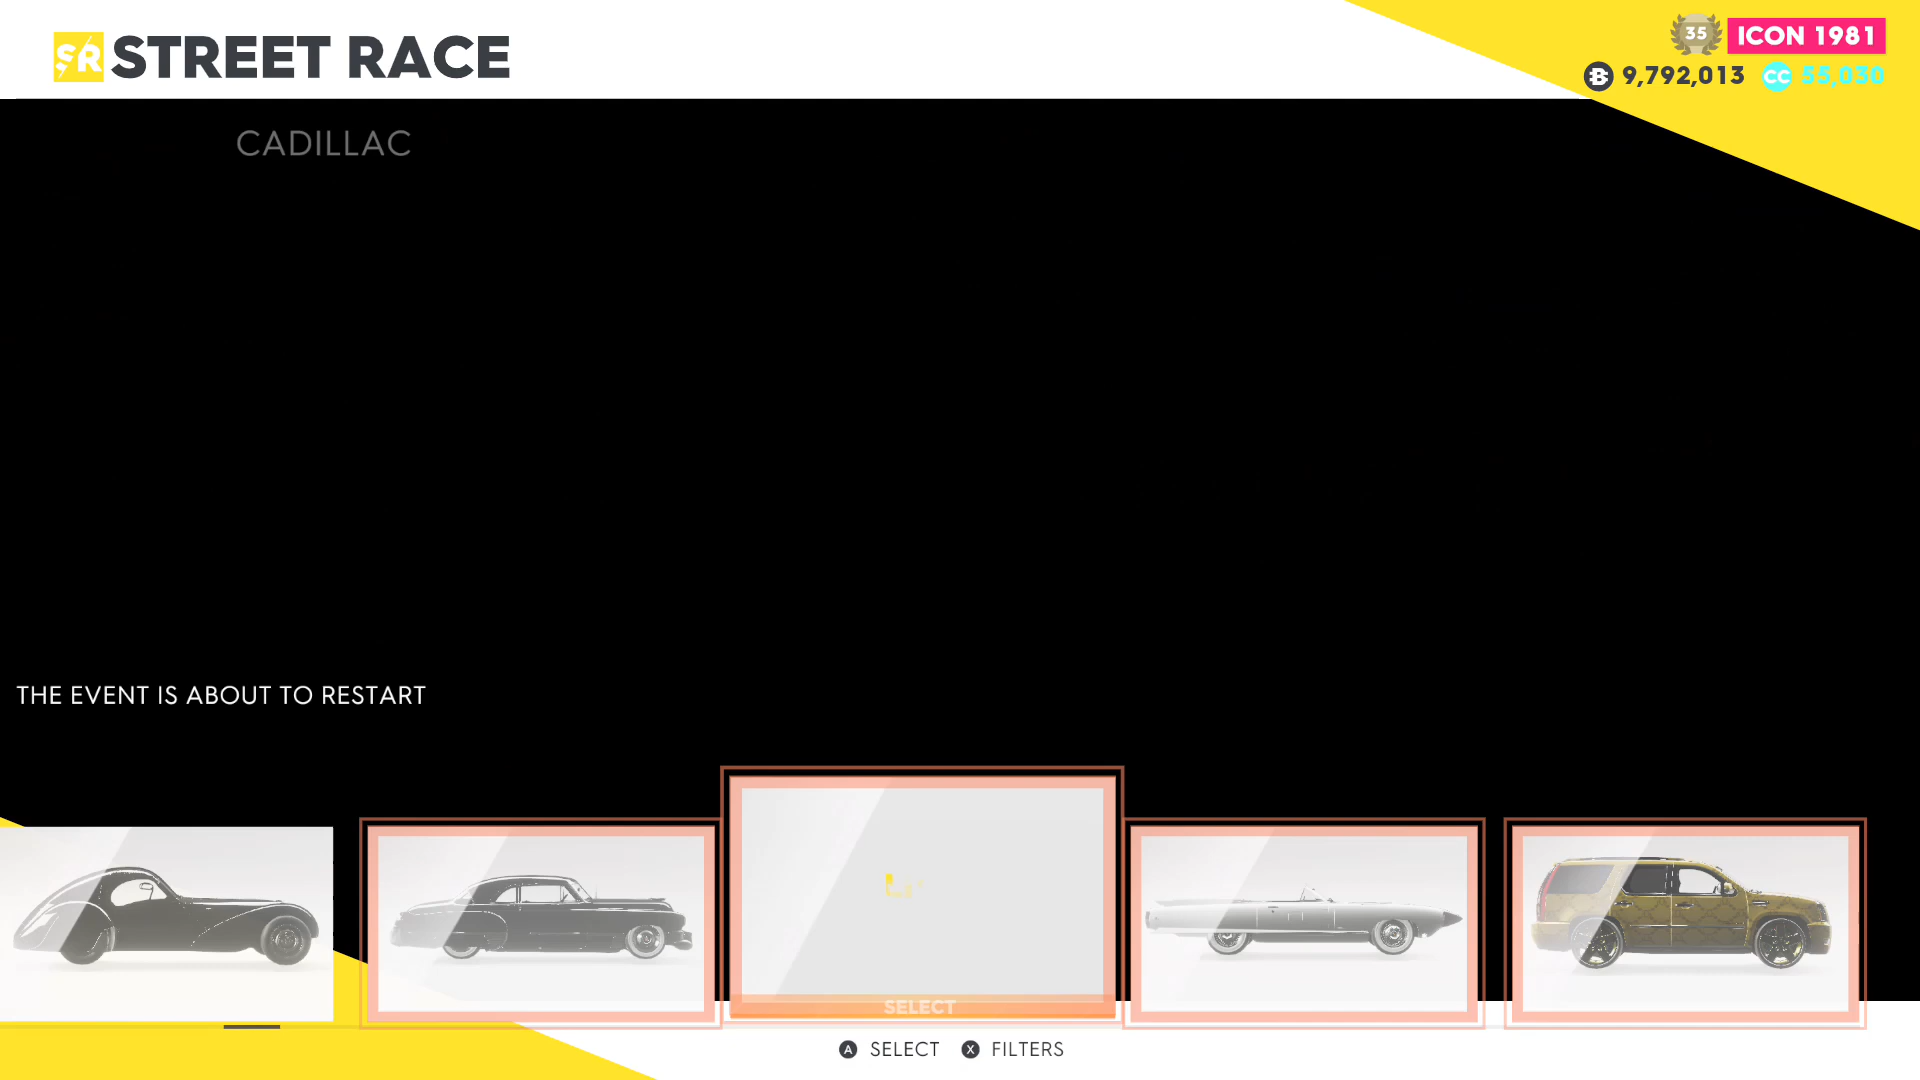 SR STREET RACE
35 ICON 1981
9,792,013 CC 55,030
CADILLAC
THE EVENT IS ABOUT TO RESTART
SELECT
A SELECT X FILTERS